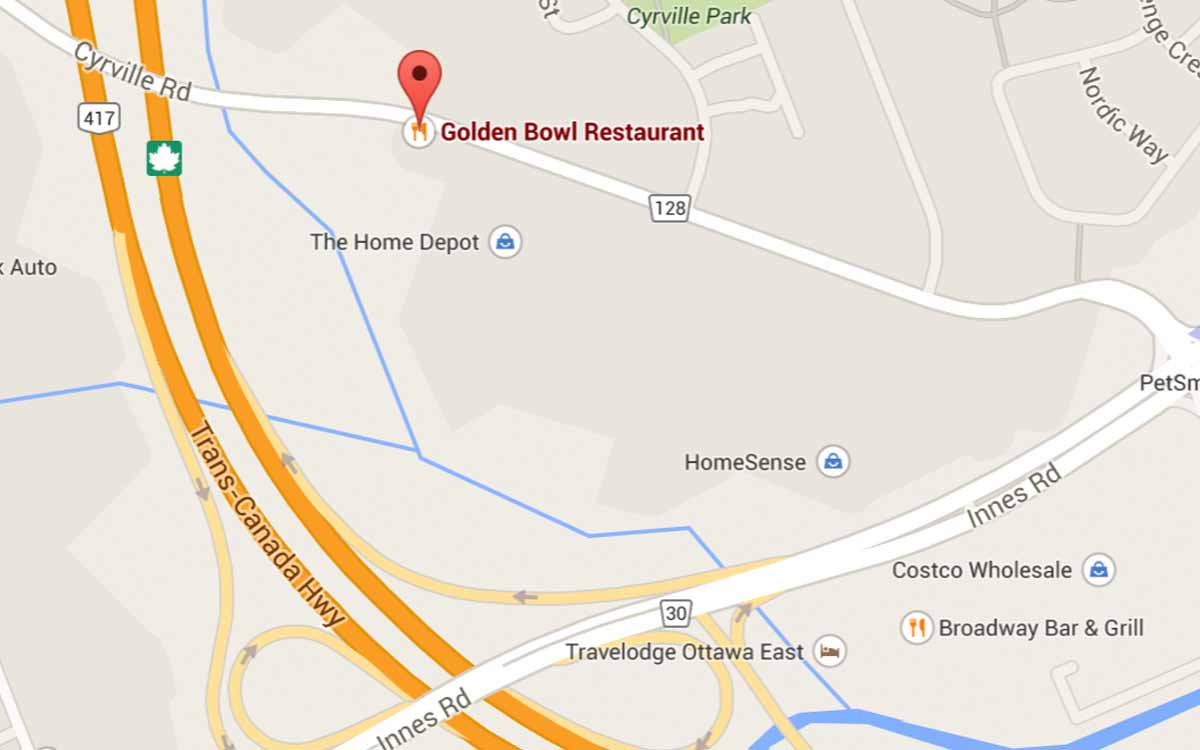 St
Cyrville Park
Cyrville Rd
417
Golden Bowl Restaurant
Nordic Way
128
The Home Depot
Auto
Trans-Canada Hwy
HomeSense
Innes Rd
Costco Wholesale
30
Broadway Bar & Grill
Travelodge Ottawa East
Innes Rd